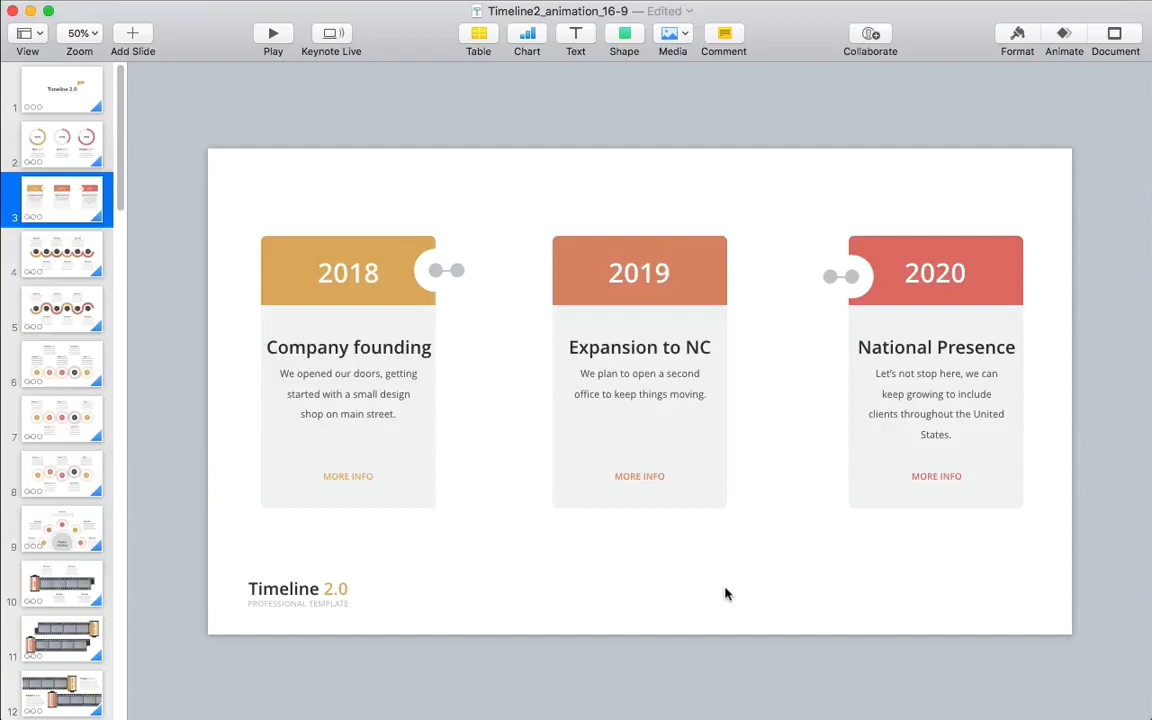 Timeline2_animation_16-9 — Edited
50%
View
Zoom
Add Slide
Play
Keynote Live
Table
Chart
Text
Shape
Media
Comment
Collaborate
Format
Animate
Document
Timeline 2.0
1
2
3
4
5
6
7
8
9
10
11
12
2018
2019
2020
Company founding
Expansion to NC
National Presence
We opened our doors, getting
started with a small design
shop on main street.
We plan to open a second
office to keep things moving.
Let's not stop here, we can
keep growing to include
clients throughout the United
States.
MORE INFO
MORE INFO
MORE INFO
Timeline 2.0
PROFESSIONAL TEMPLATE